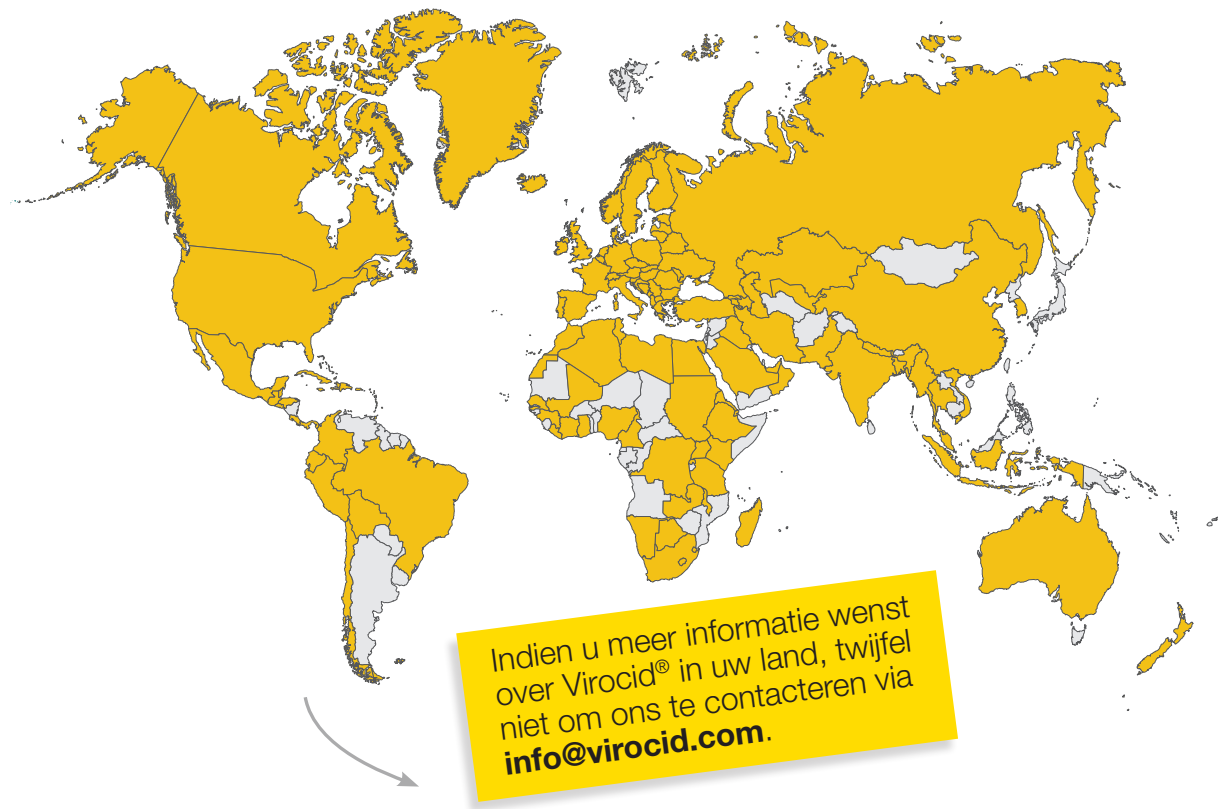 Indien u meer informatie wenst
over Virocid® in uw land, twijfel
niet om ons te contacteren via
info@virocid.com.